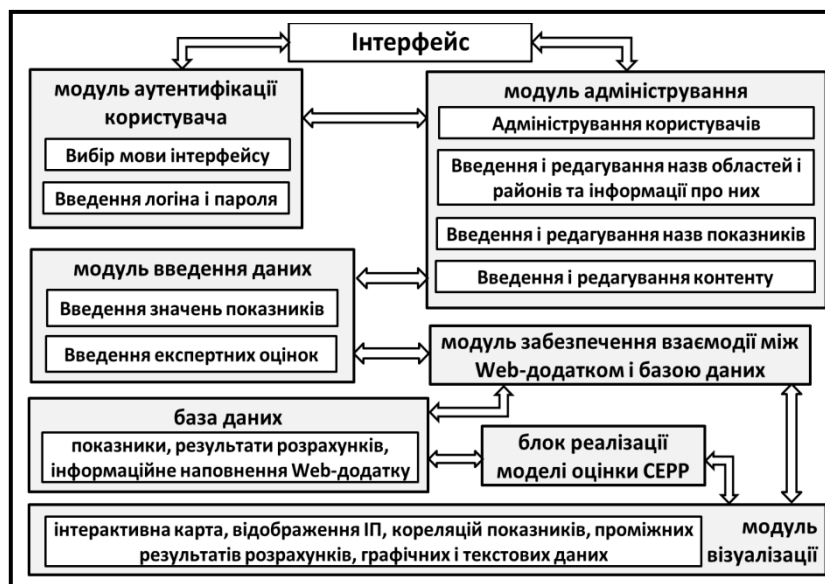 Інтерфейс
модуль аутентифікації
користувача
Вибір мови інтерфейсу
Введення логіна і пароля
модуль адміністрування
Адміністрування користувачів
Введення і редагування назв областей і
районів та інформації про них
Введення і редагування назв показників
Введення і редагування контенту
модуль введення даних
Введення значень показників
Введення експертних оцінок
модуль забезпечення взаємодії між
Web-додатком і базою даних
база даних
показники, результати розрахунків,
інформаційне наповнення Web-додатку
блок реалізації
моделі оцінки СЕРР
інтерактивна карта, відображення ІП, кореляцій показників, проміжних
результатів розрахунків, графічних і текстових даних
модуль
візуалізації